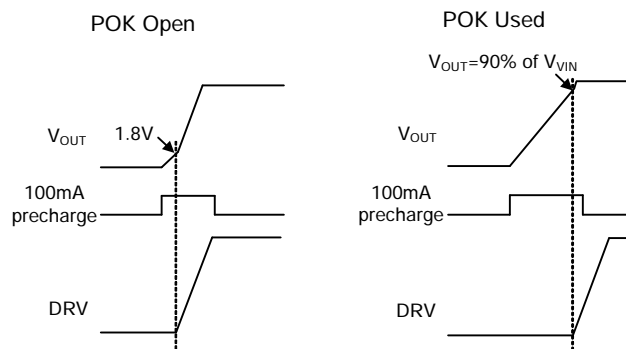 POK Open
V_OUT
1.8V
100mA
precharge
DRV
POK Used
V_OUT=90% of V_VIN
V_OUT
100mA
precharge
DRV